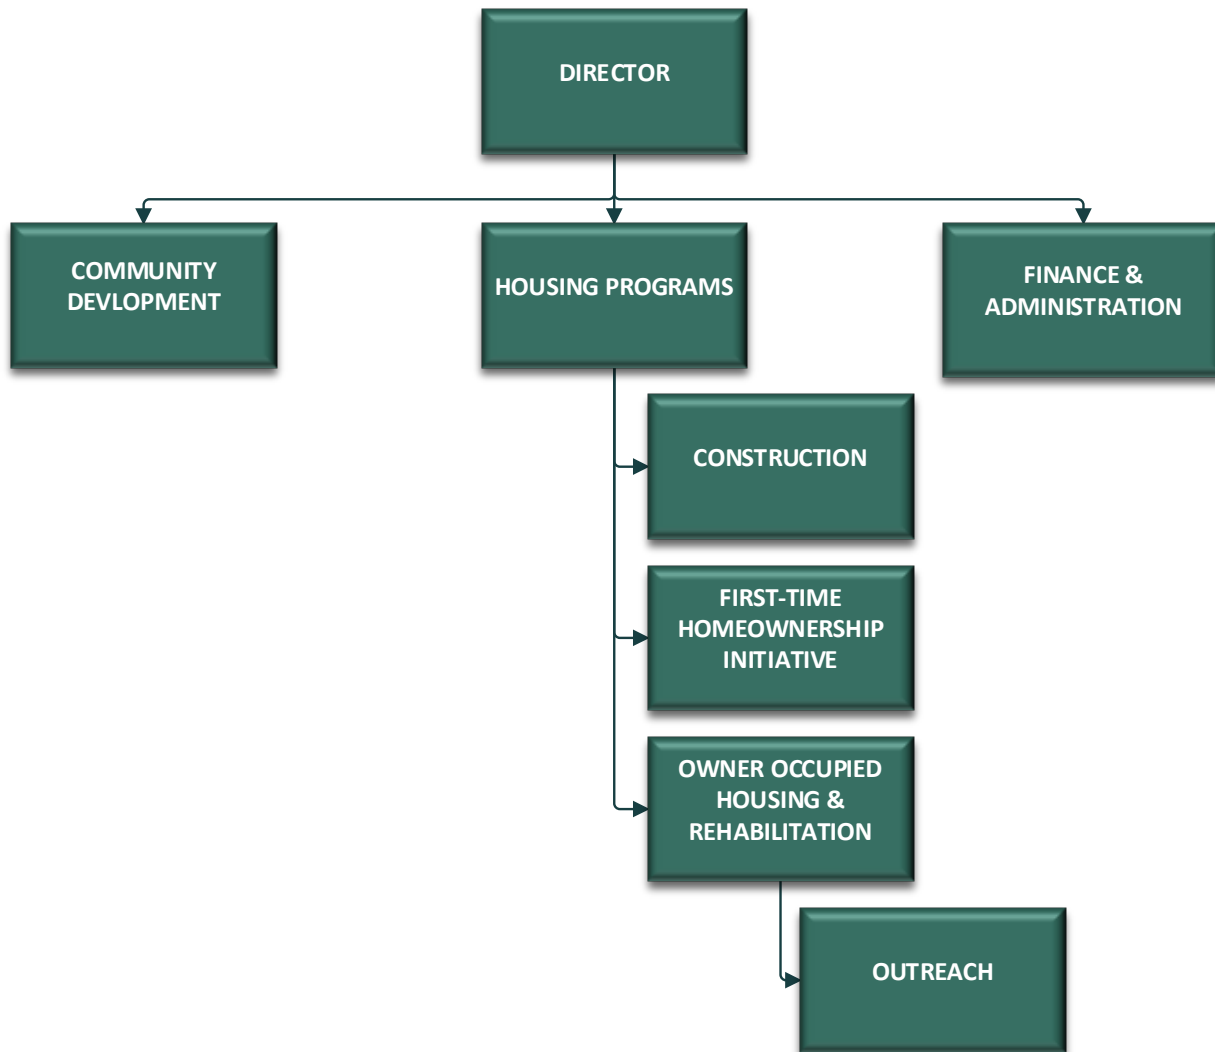 DIRECTOR
COMMUNITY
DEVLOPMENT
HOUSING PROGRAMS
FINANCE &
ADMINISTRATION
CONSTRUCTION
FIRST-TIME
HOMEOWNERSHIP
INITIATIVE
OWNER OCCUPIED
HOUSING &
REHABILITATION
OUTREACH